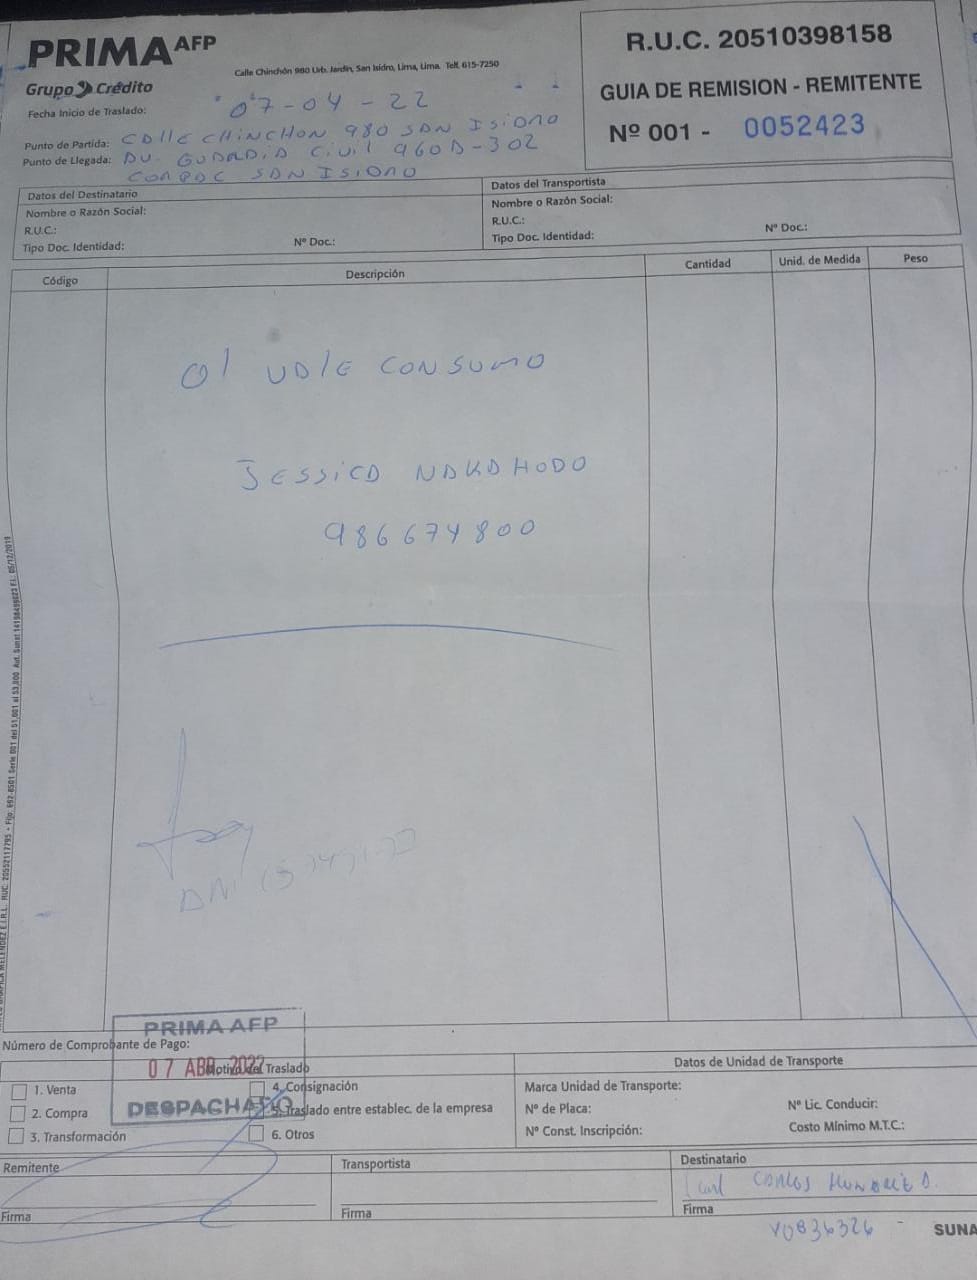 PRIMA AFP
Grupo Crédito
Calle Chinchón 980 Urb. Jardín, San Isidro, Lima, Lima. Telf. 615-7250
R.U.C. 20510398158
GUIA DE REMISION - REMITENTE
Nº 001 - 0052423
Fecha Inicio de Traslado: 07-04-22
Punto de Partida: CALLE CHINCHON 980 SAN ISIDRO
Punto de Llegada: AV. GUARDIA CIVIL 960 A-302
SAN ISIDRO
Datos del Destinatario
Nombre o Razón Social:
R.U.C.:
Tipo Doc. Identidad: Nº Doc.:
Datos del Transportista
Nombre o Razón Social:
R.U.C.:
Tipo Doc. Identidad: Nº Doc.:
Código Descripción Cantidad Unid. de Medida Peso
01 VALE CONSUMO
JESSICA NAKAHODO
986674800
DNI
Número de Comprobante de Pago:
PRIMA AFP
07 ABR. 2022
DESPACHADO
Motivo del Traslado
1. Venta
2. Compra
3. Transformación
4. Consignación
5. Traslado entre establec. de la empresa
6. Otros
Datos de Unidad de Transporte
Marca Unidad de Transporte:
Nº de Placa:
Nº Const. Inscripción:
Nº Lic. Conducir:
Costo Mínimo M.T.C.:
Remitente
Firma
Transportista
Firma
Destinatario
CARLOS
Firma
40836326
SUNA